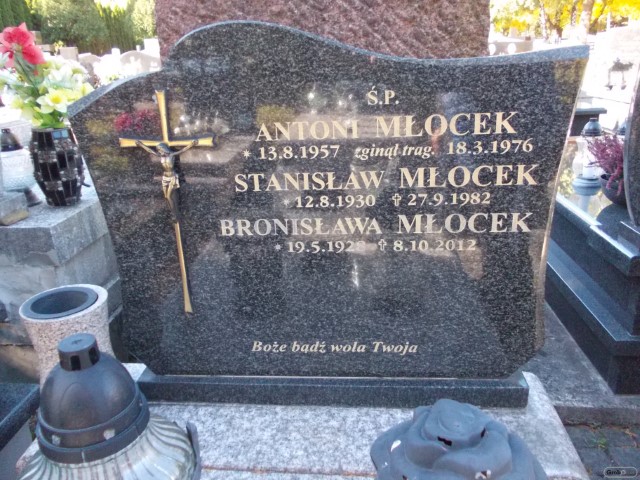 Ś.P.
ANTONI MŁOCEK
* 13.8.1957 zginął trag. 18.3.1976
STANISŁAW MŁOCEK
* 12.8.1930 ✝ 27.9.1982
BRONISŁAWA MŁOCEK
* 19.5.1928 ✝ 8.10.2012
Boże bądź wola Twoja